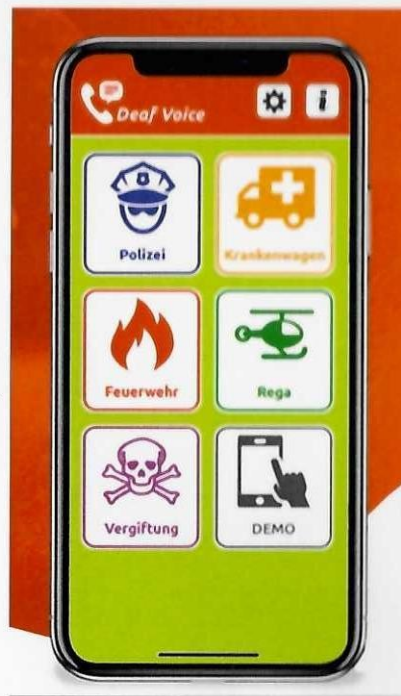 Deaf Voice
i
Polizei
Krankenwagen
Feuerwehr
Rega
Vergiftung
DEMO